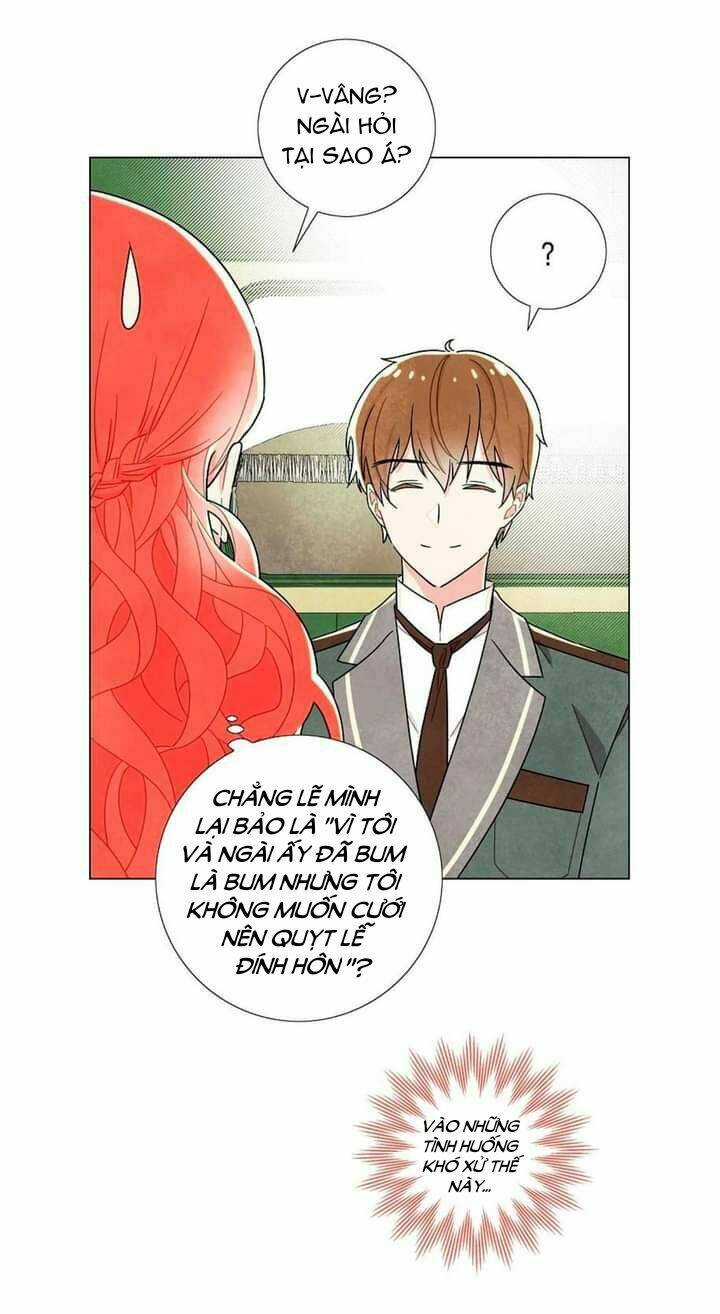 V-VÂNG?
NGÀI HỎI
TẠI SAO Á?
?
CHẲNG LẼ MÌNH
LẠI BẢO LÀ "VÌ TỚI
VÀ NGÀI ẤY ĐÃ BUM
LÀ BUM NHƯNG TÔI
KHÔNG MUỐN CƯỚI
NÊN QUỴT LỄ
ĐÍNH HÔN"?
VÀO NHỮNG
TÌNH HUỐNG
KHÓ XỬ THẾ
NÀY...